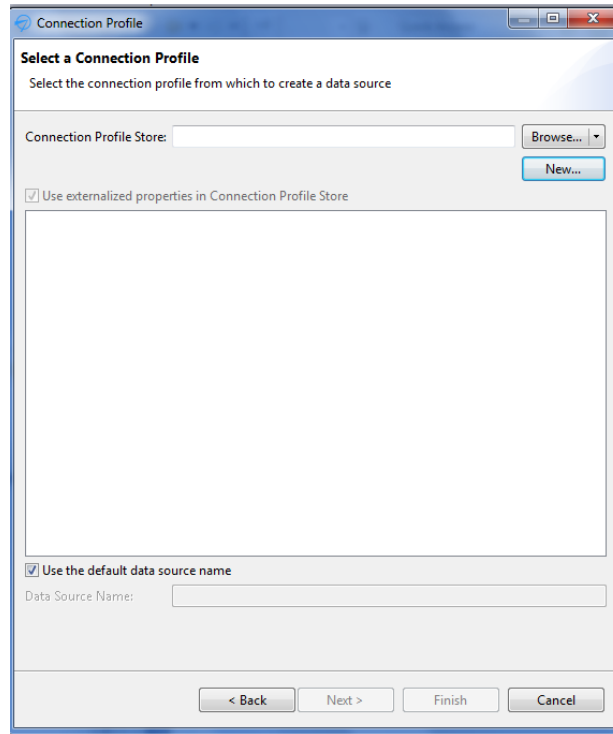 Connection Profile
Select a Connection Profile
Select the connection profile from which to create a data source
Connection Profile Store:
Browse...
New...
Use externalized properties in Connection Profile Store
Use the default data source name
Data Source Name:
< Back
Next >
Finish
Cancel